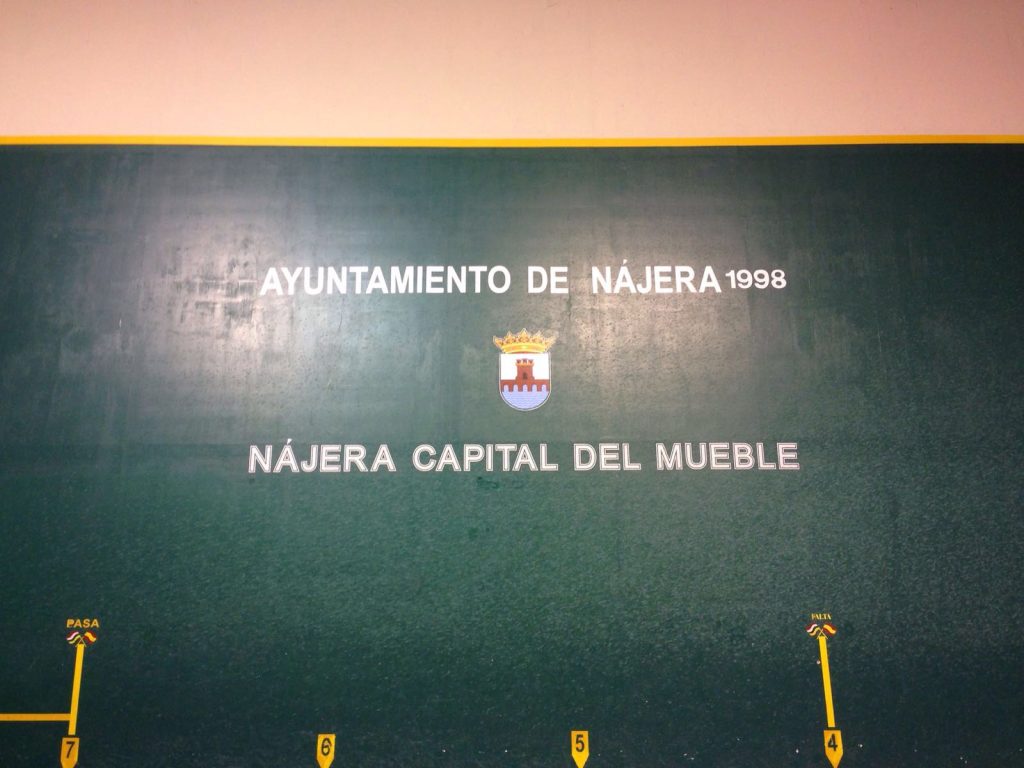 AYUNTAMIENTO DE NÁJERA 1998
NÁJERA CAPITAL DEL MUEBLE
PASA
FALTA
7
6
5
4